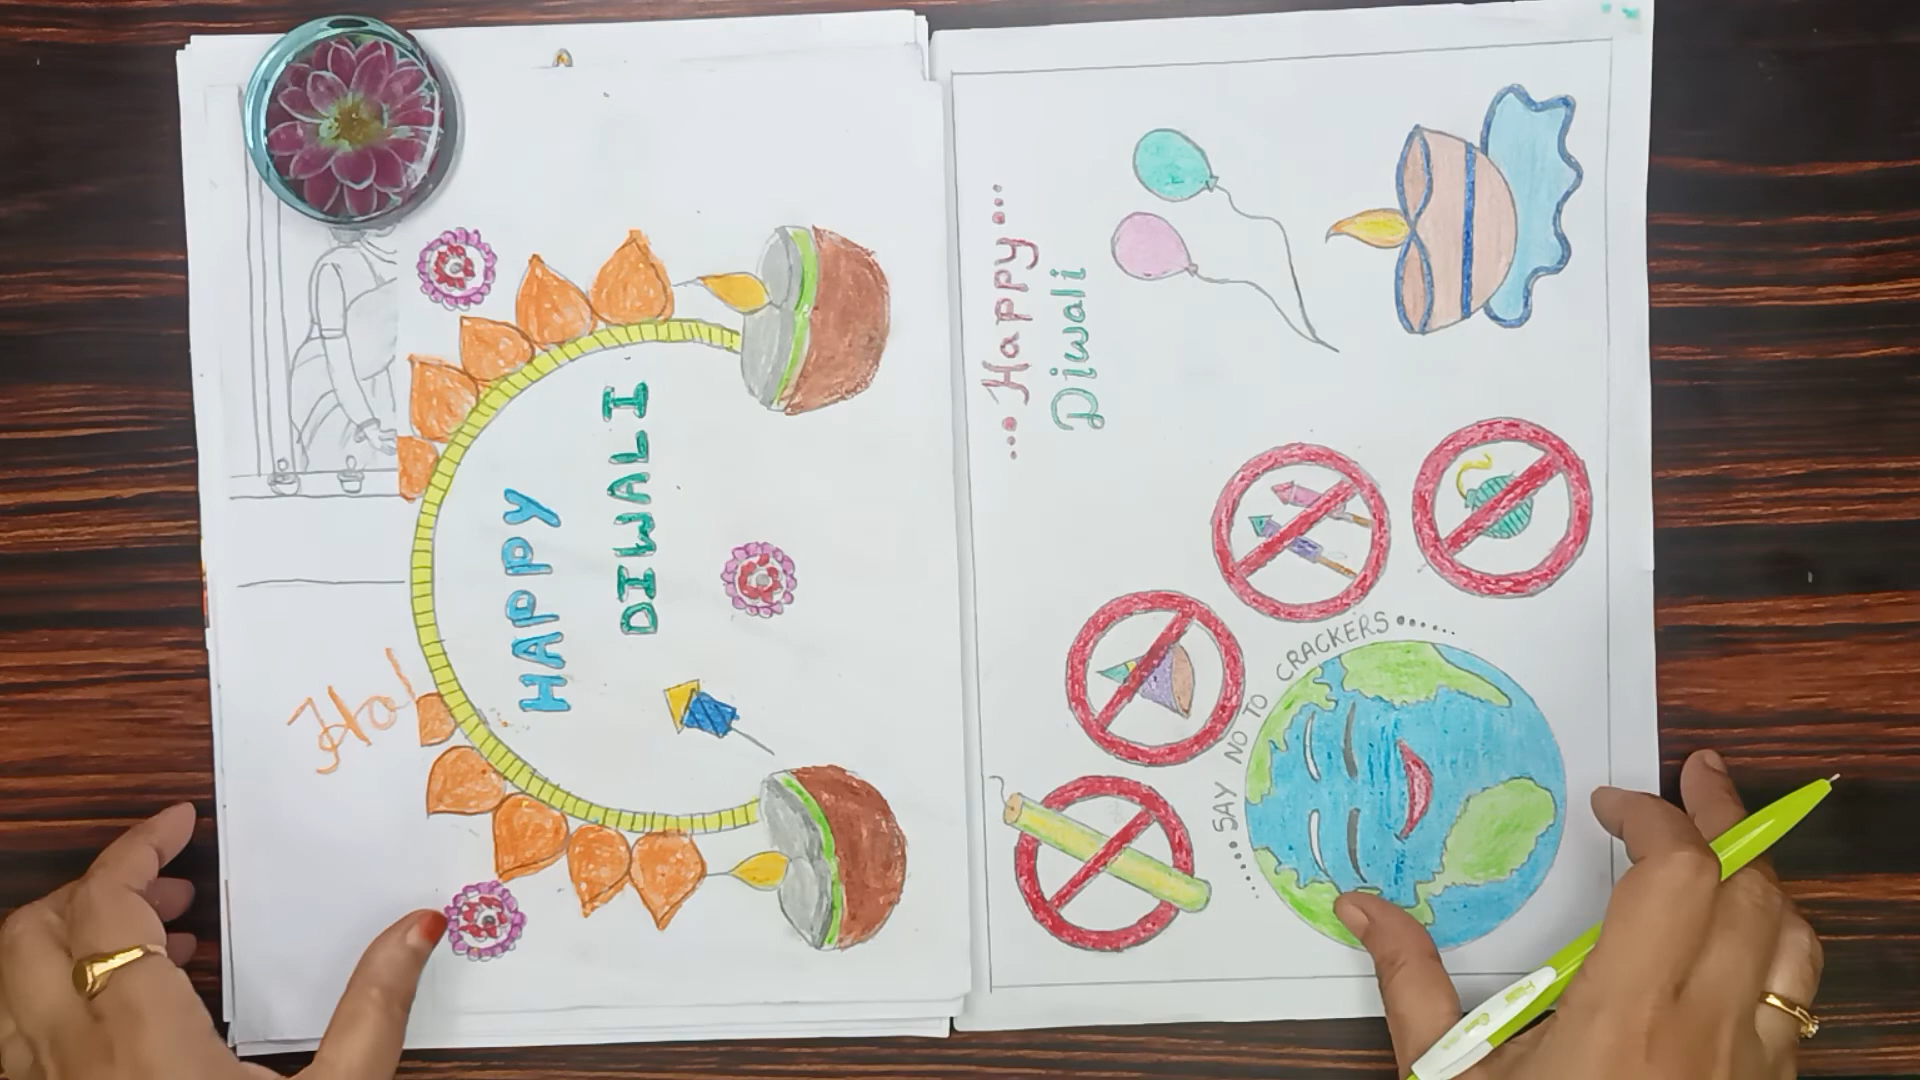 HAPPY
DIWALI
...Happy...
Diwali
.....SAY NO TO CRACKERS......